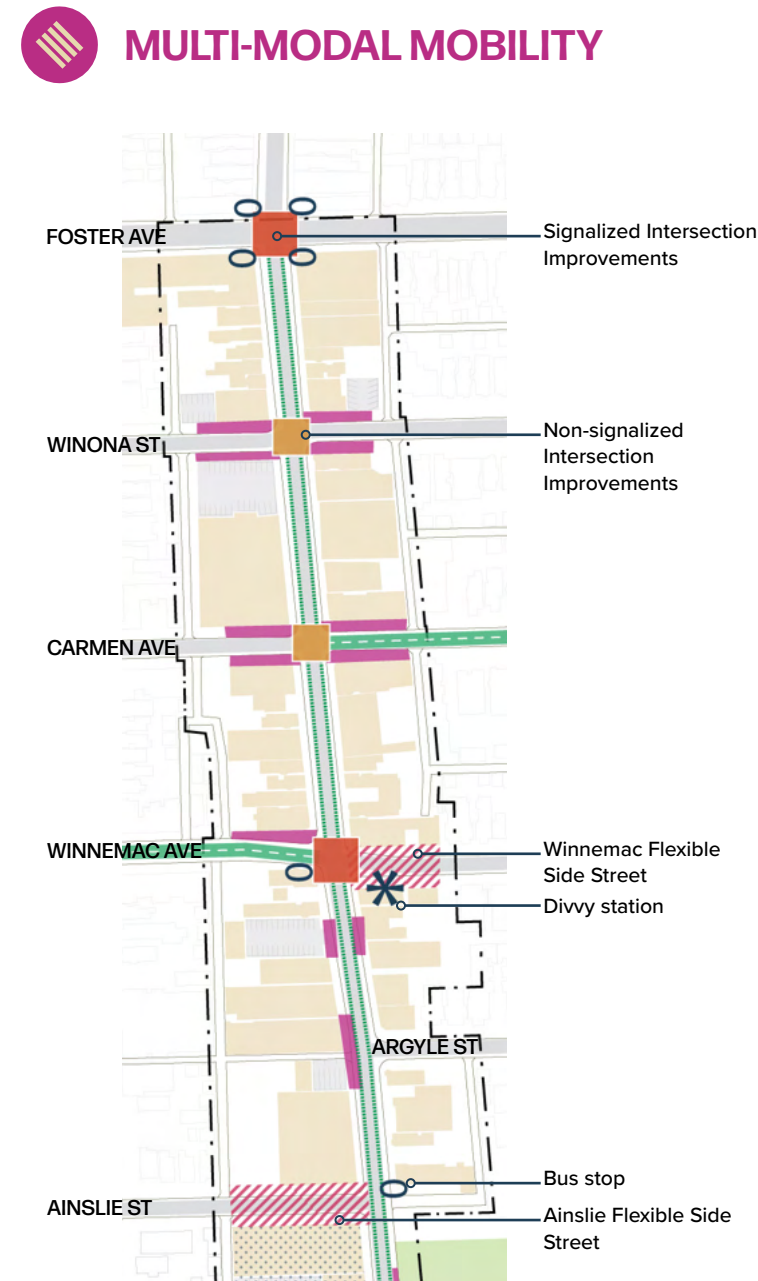 MULTI-MODAL MOBILITY
FOSTER AVE
Signalized Intersection
Improvements
WINONA ST
Non-signalized
Intersection
Improvements
CARMEN AVE
WINNEMAC AVE
Winnemac Flexible
Side Street
Divvy station
ARGYLE ST
Bus stop
AINSLIE ST
Ainslie Flexible Side
Street